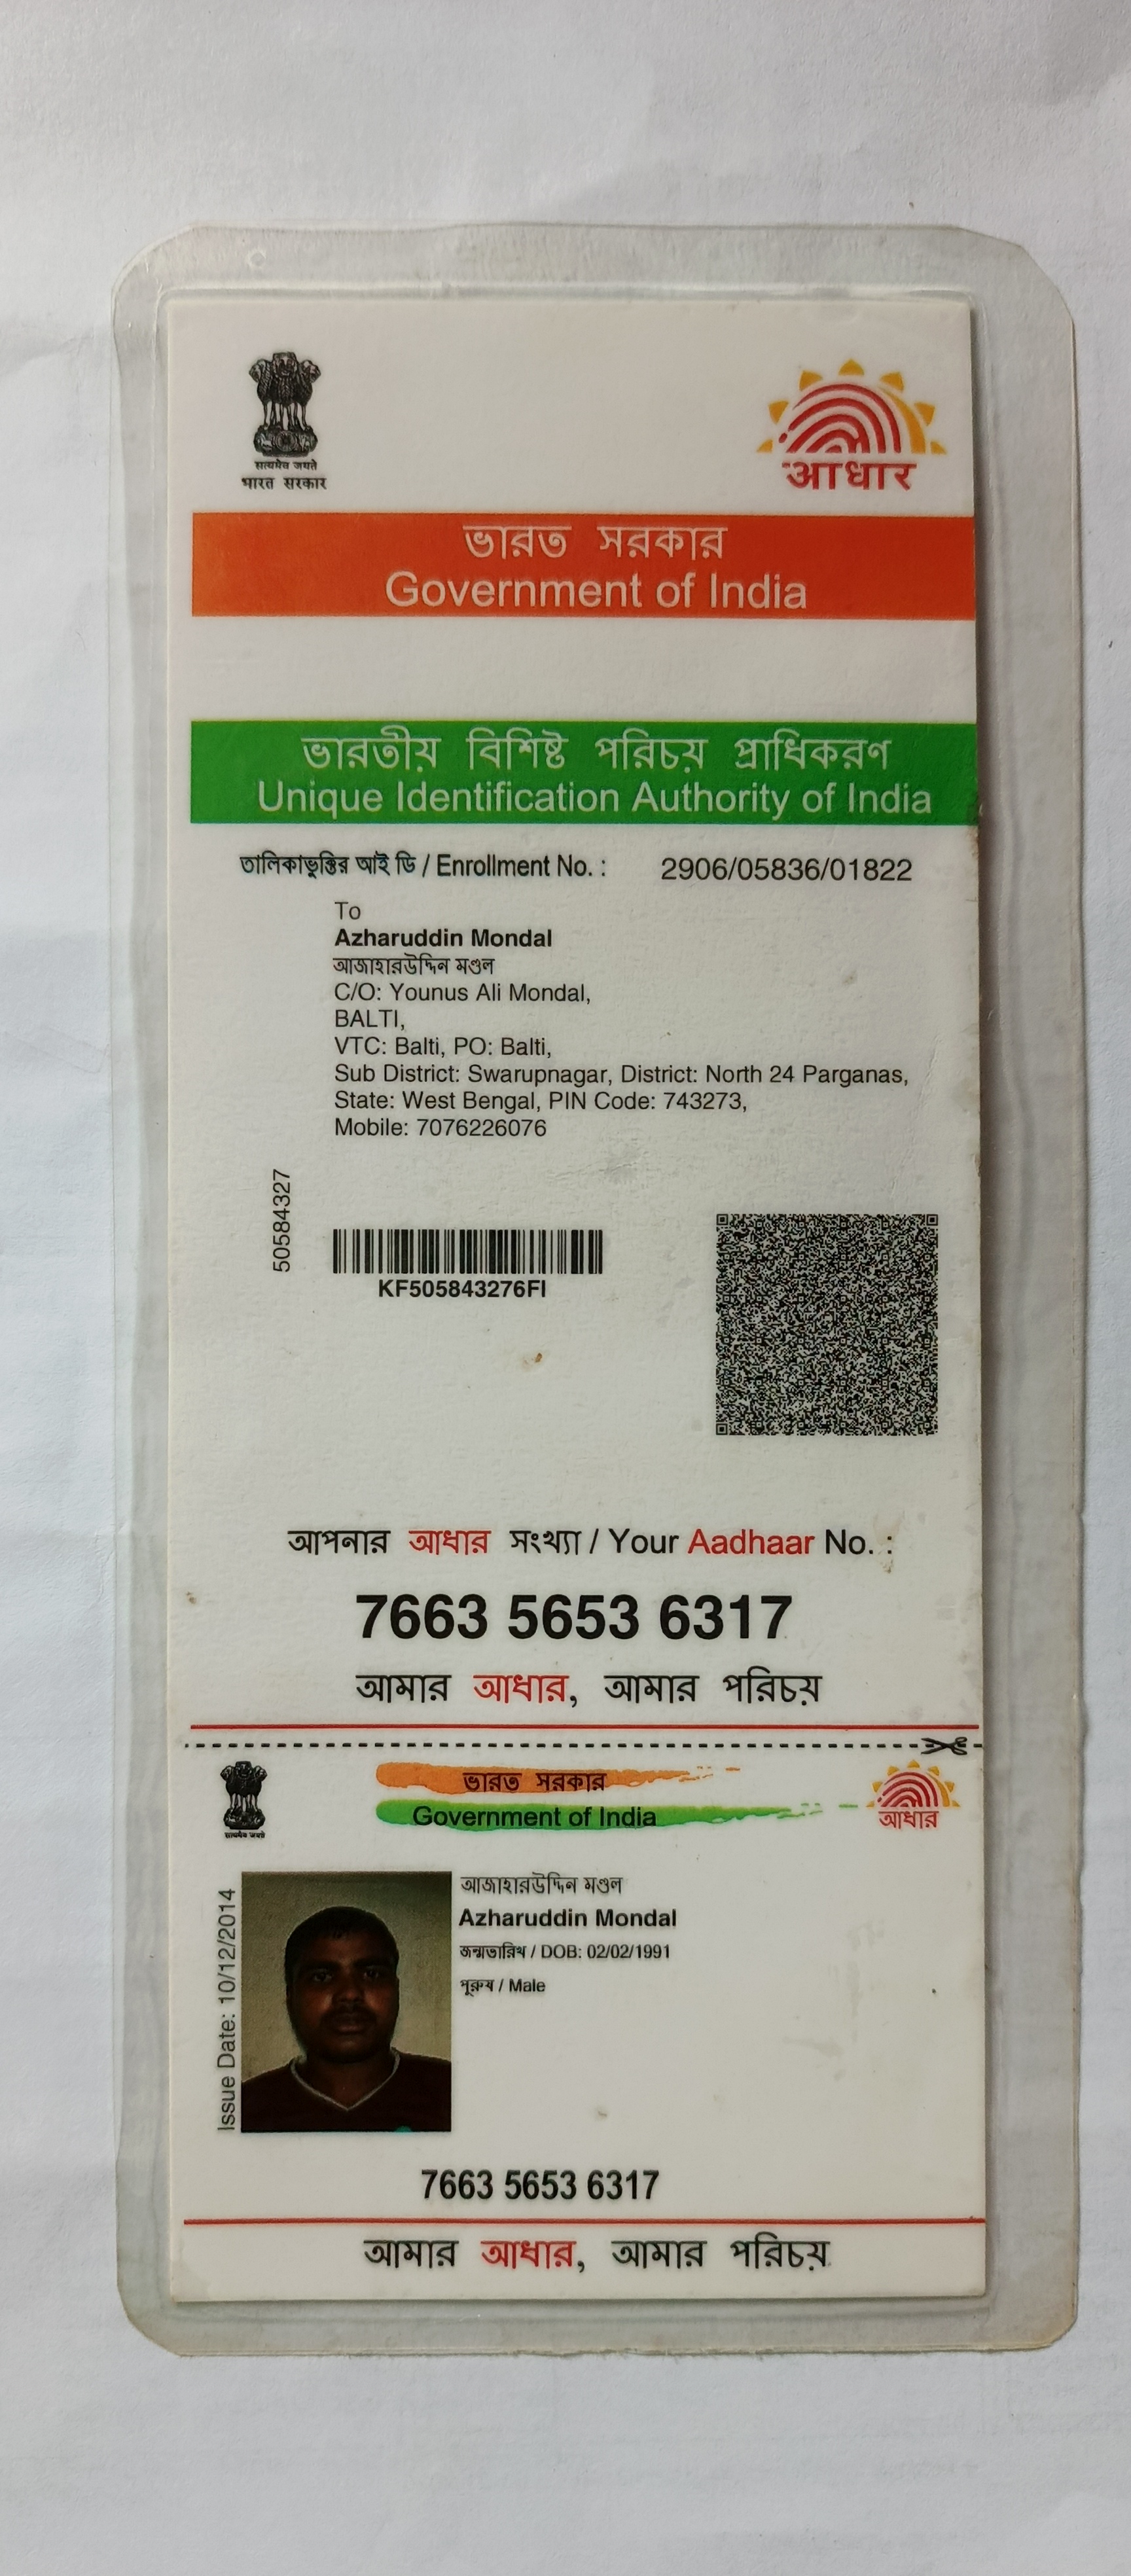 सत्यमेव जयते
भारत सरकार
आधार
ভারত সরকার
Government of India
ভারতীয় বিশিষ্ট পরিচয় প্রাধিকরণ
Unique Identification Authority of India
তালিকাভুক্তির আই ডি / Enrollment No. : 2906/05836/01822
To
Azharuddin Mondal
আজাহারউদ্দিন মণ্ডল
C/O: Younus Ali Mondal,
BALTI,
VTC: Balti, PO: Balti,
Sub District: Swarupnagar, District: North 24 Parganas,
State: West Bengal, PIN Code: 743273,
Mobile: 7076226076
50584327
KF505843276FI
আপনার আধার সংখ্যা / Your Aadhaar No. :
7663 5653 6317
আমার আধার, আমার পরিচয়
सत्यमेव जयते
ভারত সরকার
Government of India
আধার
Issue Date: 10/12/2014
আজাহারউদ্দিন মণ্ডল
Azharuddin Mondal
জন্মতারিখ / DOB: 02/02/1991
পুরুষ / Male
7663 5653 6317
আমার আধার, আমার পরিচয়